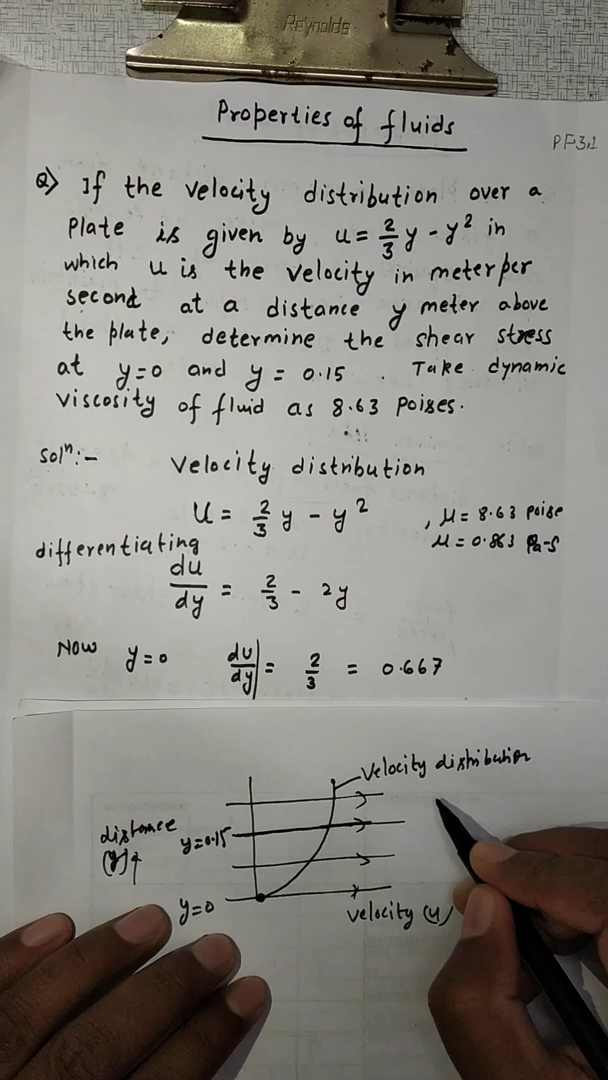 Reynolds
Properties of fluids
PF3.1
Q) If the velocity distribution over a
Plate is given by u = 2/3 y - y² in
which u is the velocity in meter per
second at a distance y meter above
the plate, determine the shear stress
at y=0 and y = 0.15 . Take dynamic
viscosity of fluid as 8.63 poises.
Solⁿ:- Velocity distribution
U = 2/3 y - y² , μ = 8.63 poise
μ = 0.863 Pa-s
differentiating
du/dy = 2/3 - 2y
Now y=0 du/dy| = 2/3 = 0.667
Velocity distribution
distance
(y)↑
y=0.15
y=0
velocity (u)